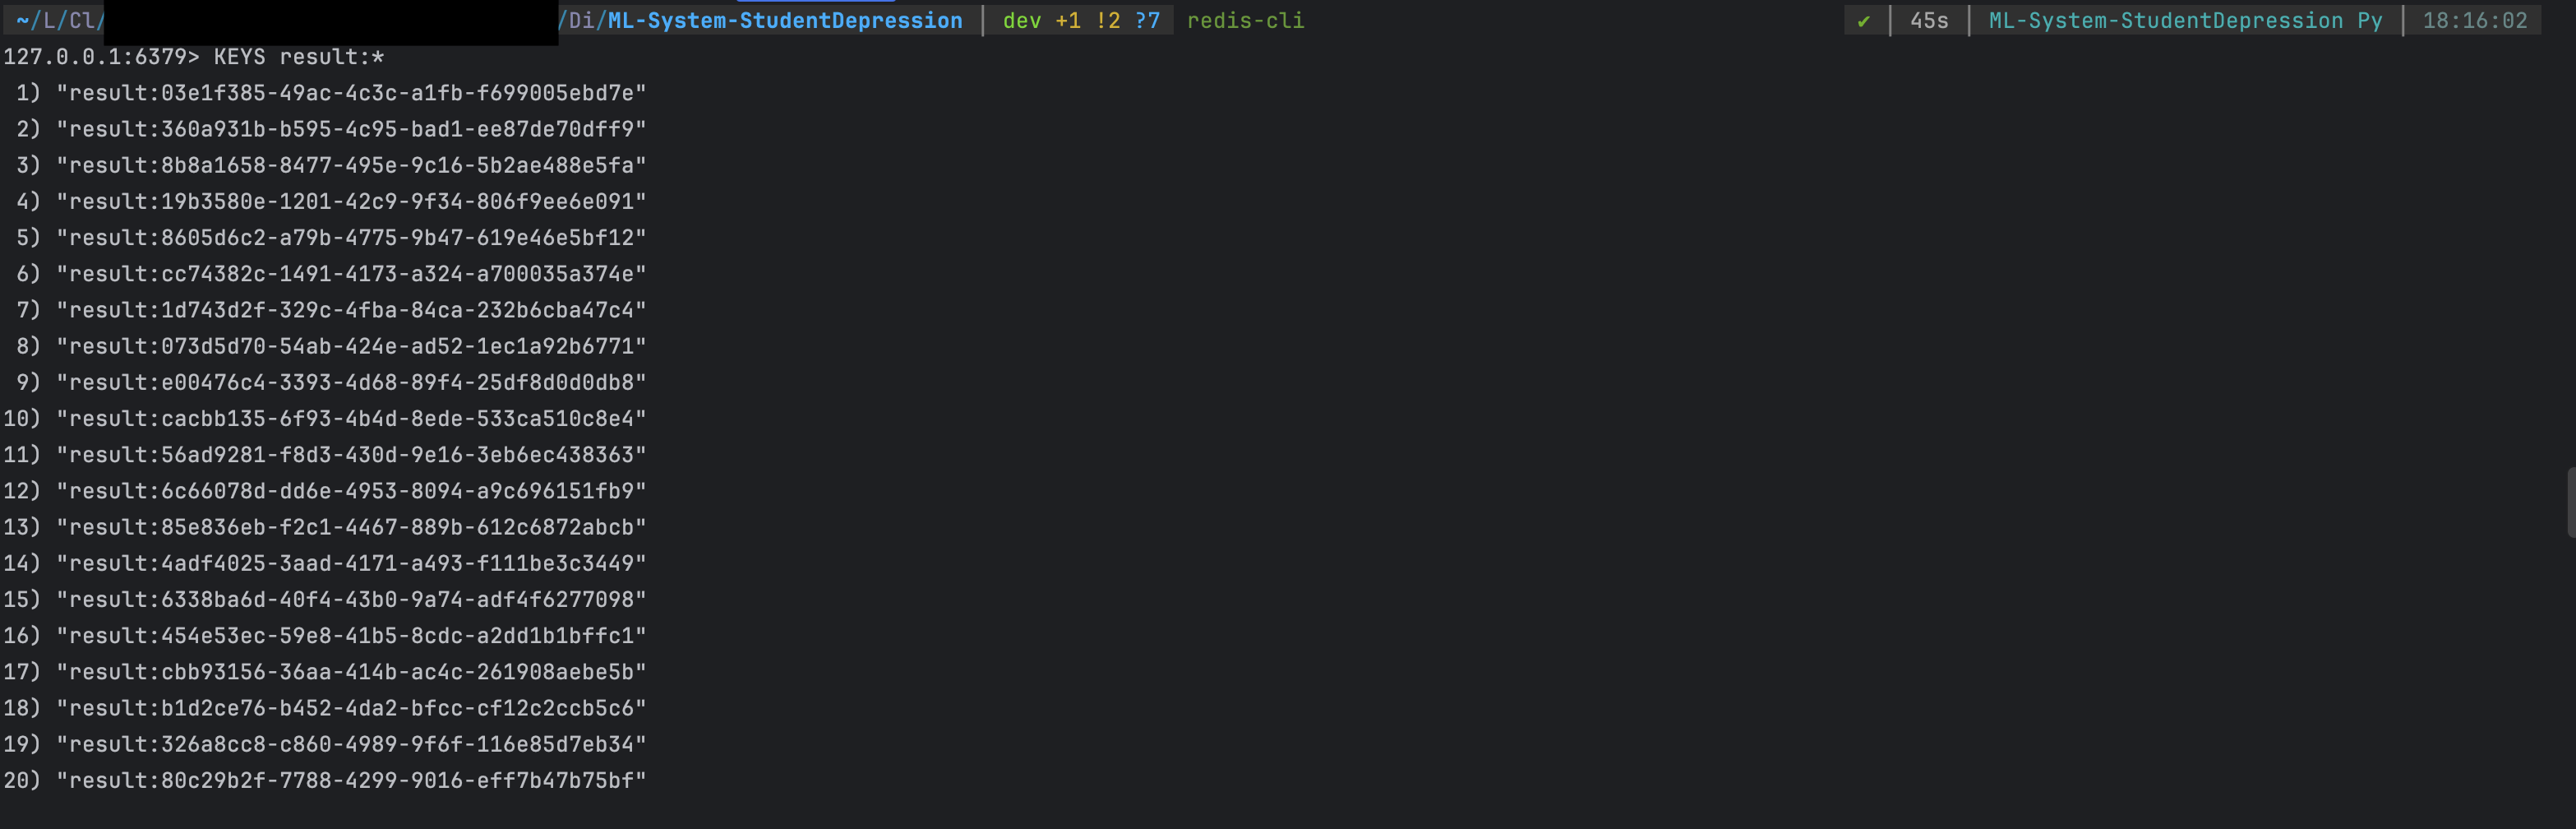 ~/L/Cl/ /Di/ML-System-StudentDepression | dev +1 !2 ?7 redis-cli ✔ | 45s | ML-System-StudentDepression Py | 18:16:02
127.0.0.1:6379> KEYS result:*
1) "result:03e1f385-49ac-4c3c-a1fb-f699005ebd7e"
2) "result:360a931b-b595-4c95-bad1-ee87de70dff9"
3) "result:8b8a1658-8477-495e-9c16-5b2ae488e5fa"
4) "result:19b3580e-1201-42c9-9f34-806f9ee6e091"
5) "result:8605d6c2-a79b-4775-9b47-619e46e5bf12"
6) "result:cc74382c-1491-4173-a324-a700035a374e"
7) "result:1d743d2f-329c-4fba-84ca-232b6cba47c4"
8) "result:073d5d70-54ab-424e-ad52-1ec1a92b6771"
9) "result:e00476c4-3393-4d68-89f4-25df8d0d0db8"
10) "result:cacbb135-6f93-4b4d-8ede-533ca510c8e4"
11) "result:56ad9281-f8d3-430d-9e16-3eb6ec438363"
12) "result:6c66078d-dd6e-4953-8094-a9c696151fb9"
13) "result:85e836eb-f2c1-4467-889b-612c6872abcb"
14) "result:4adf4025-3aad-4171-a493-f111be3c3449"
15) "result:6338ba6d-40f4-43b0-9a74-adf4f6277098"
16) "result:454e53ec-59e8-41b5-8cdc-a2dd1b1bffc1"
17) "result:cbb93156-36aa-414b-ac4c-261908aebe5b"
18) "result:b1d2ce76-b452-4da2-bfcc-cf12c2ccb5c6"
19) "result:326a8cc8-c860-4989-9f6f-116e85d7eb34"
20) "result:80c29b2f-7788-4299-9016-eff7b47b75bf"